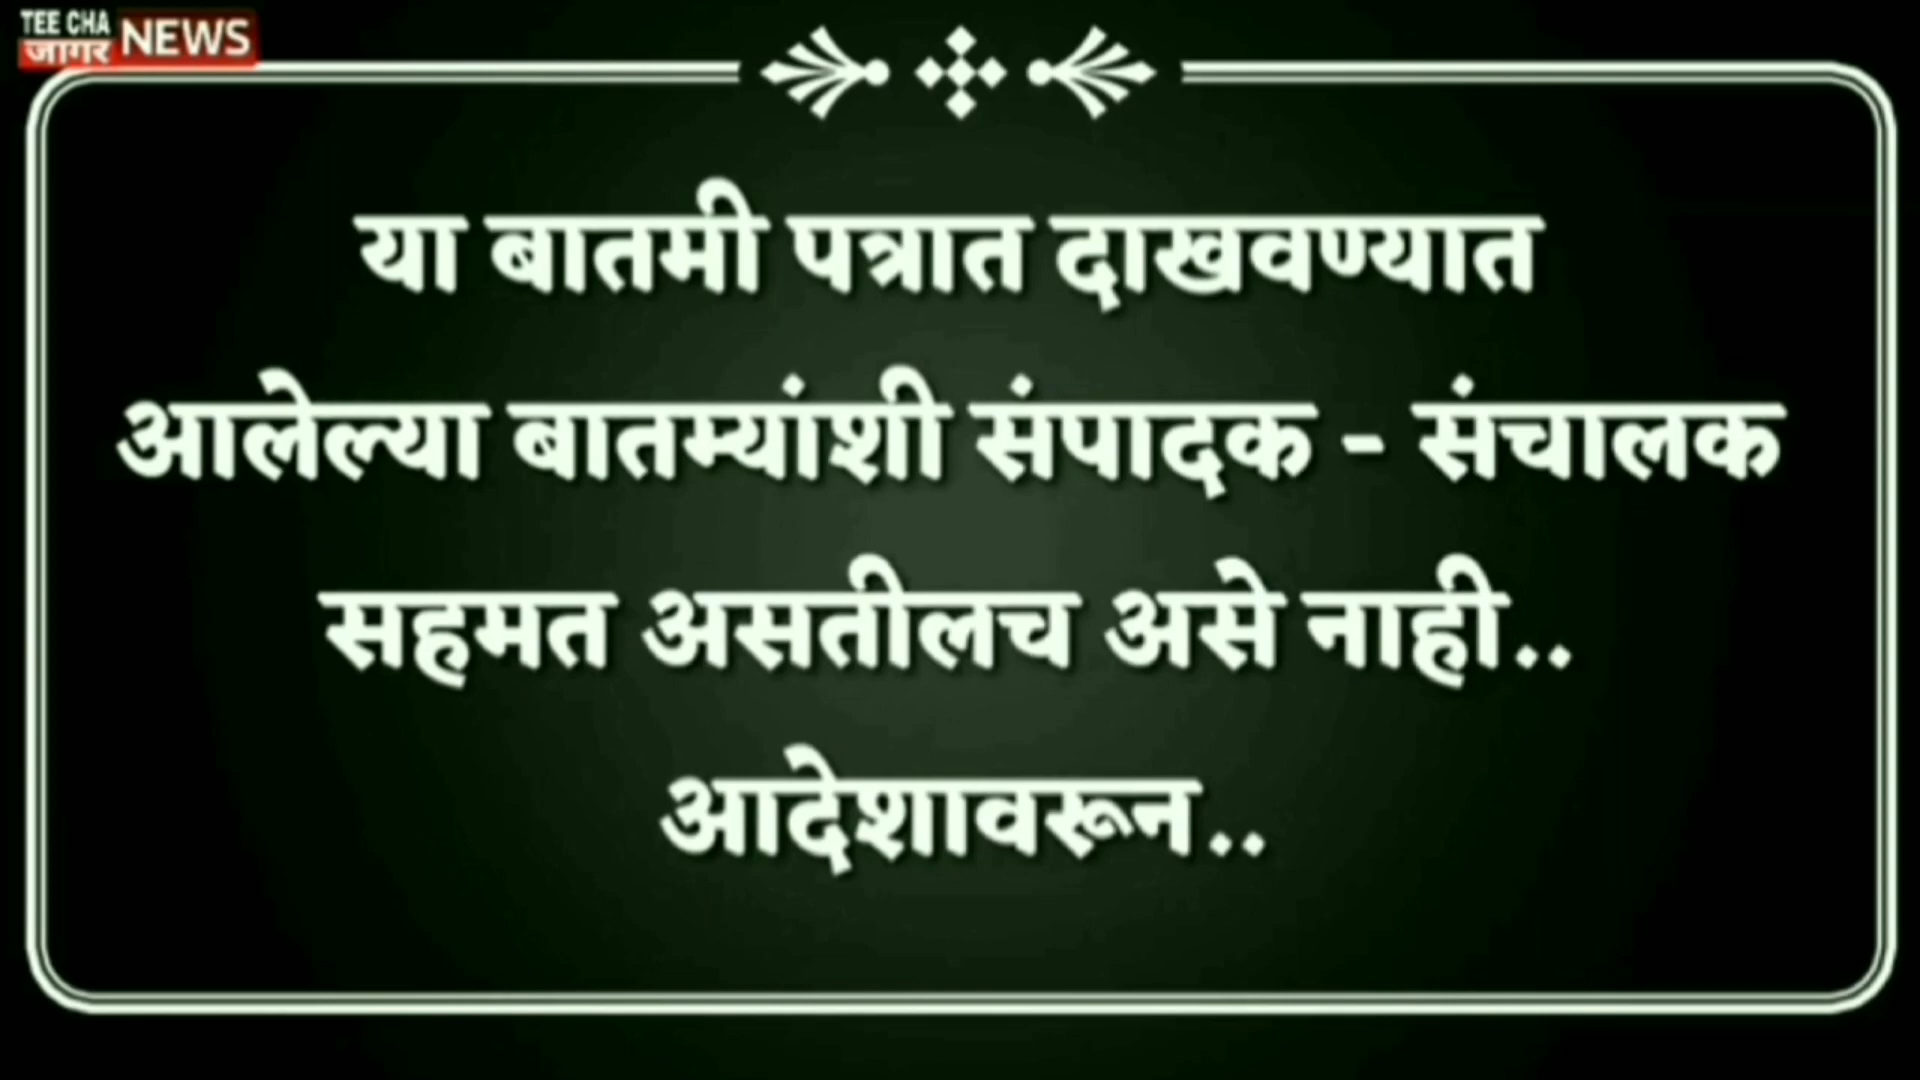 TEE CHA
जागर NEWS
या बातमी पत्रात दाखवण्यात
आलेल्या बातम्यांशी संपादक - संचालक
सहमत असतीलच असे नाही..
आदेशावरून..